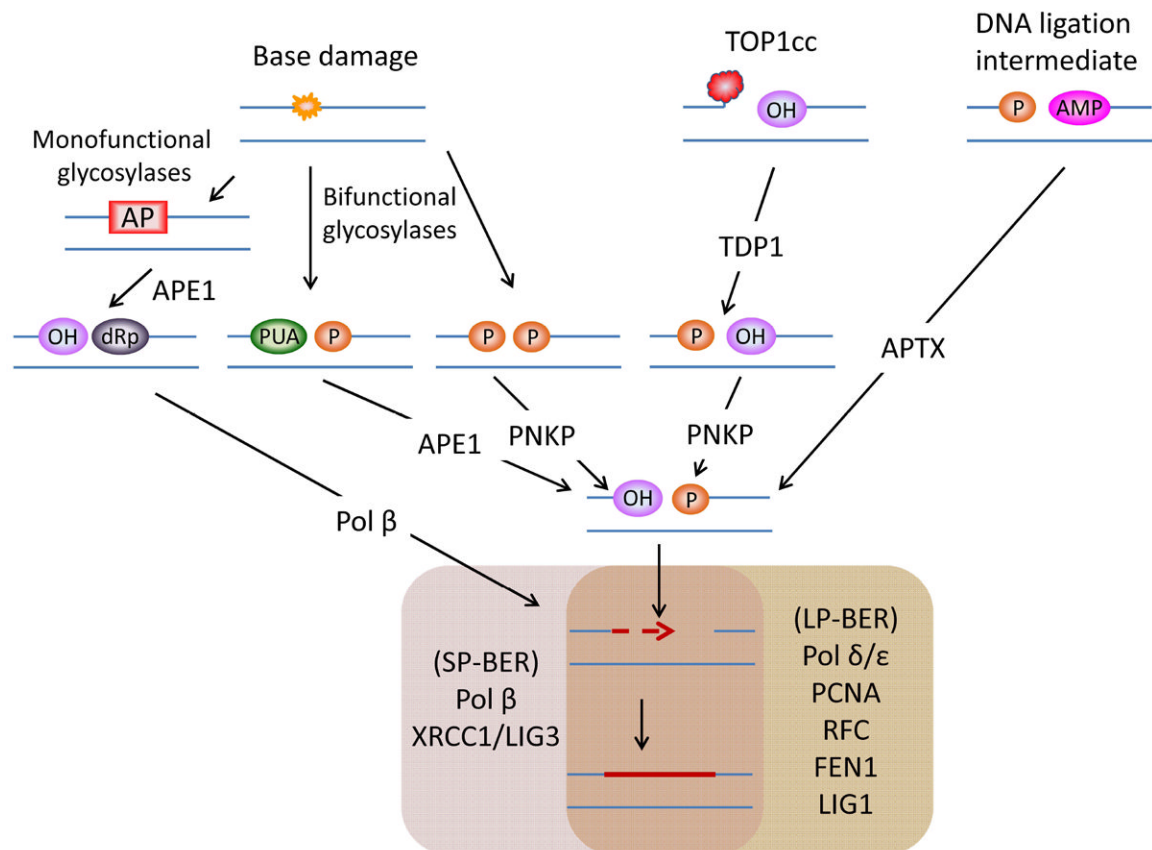 Base damage
TOP1cc
DNA ligation
intermediate
OH
P AMP
Monofunctional
glycosylases
AP
Bifunctional
glycosylases
TDP1
APE1
OH dRp
PUA P
P P
P OH
APTX
APE1
PNKP
PNKP
OH P
Pol β
(SP-BER)
Pol β
XRCC1/LIG3
(LP-BER)
Pol δ/ε
PCNA
RFC
FEN1
LIG1